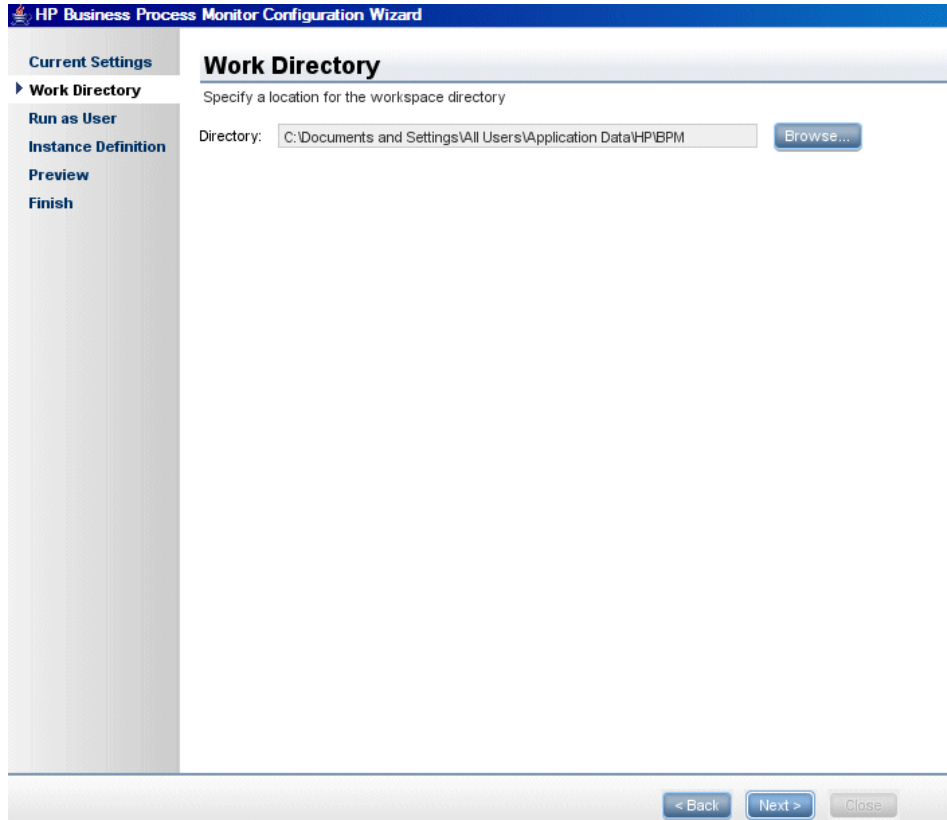 HP Business Process Monitor Configuration Wizard
Current Settings
Work Directory
Run as User
Instance Definition
Preview
Finish
Work Directory
Specify a location for the workspace directory
Directory: C:\Documents and Settings\All Users\Application Data\HP\BPM Browse...
< Back Next > Close